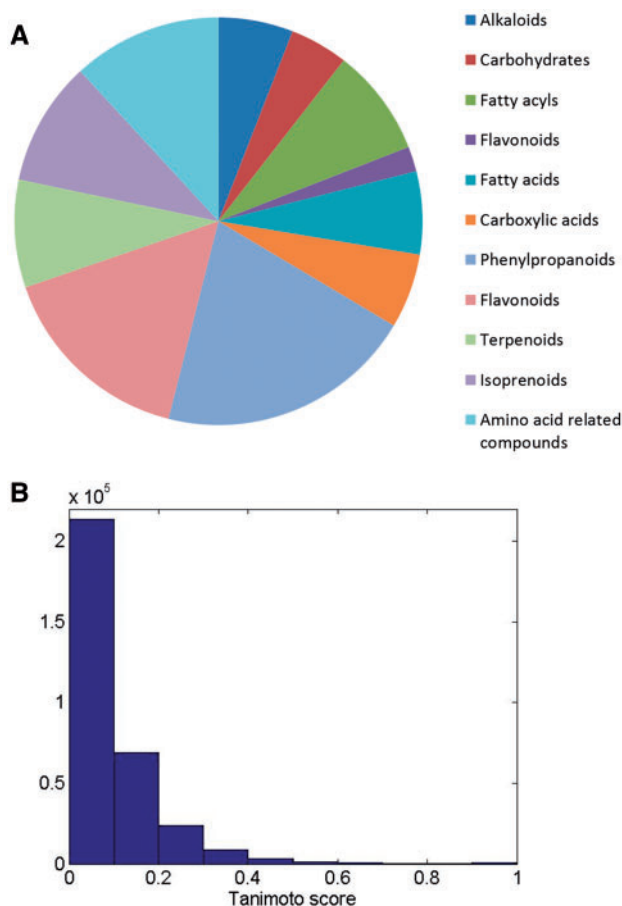 A
Alkaloids
Carbohydrates
Fatty acyls
Flavonoids
Fatty acids
Carboxylic acids
Phenylpropanoids
Flavonoids
Terpenoids
Isoprenoids
Amino acid related
compounds
B
x 10^5
2
1.5
1
0.5
0
0 0.2 0.4 0.6 0.8 1
Tanimoto score